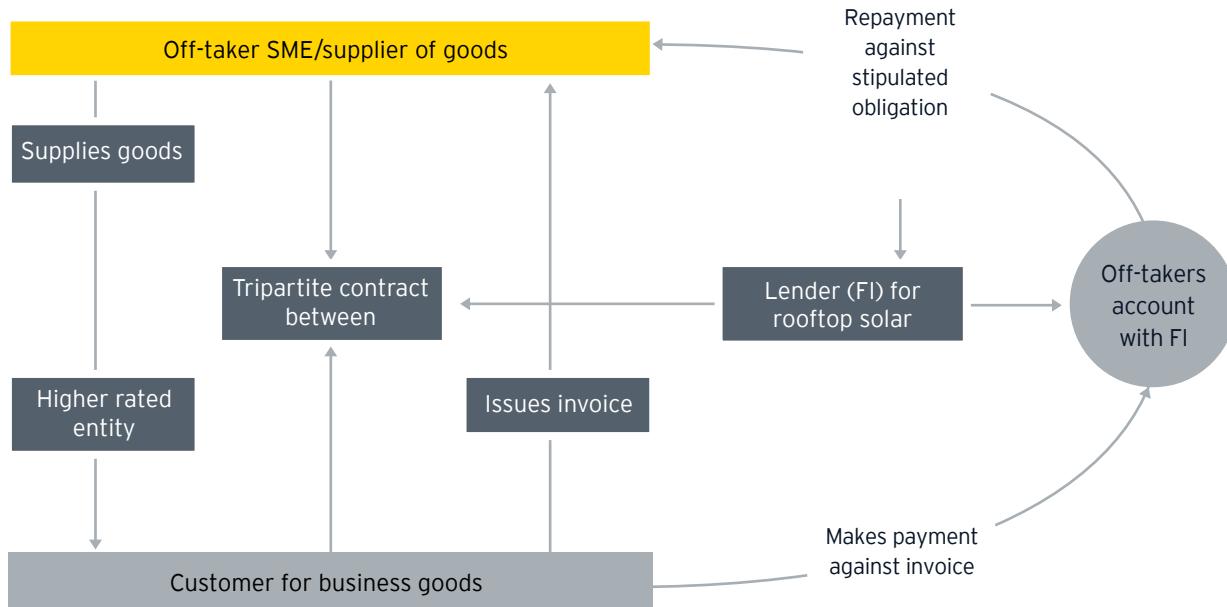 Off-taker SME/supplier of goods
Repayment
against
stipulated
obligation
Supplies goods
Tripartite contract
between
Lender (FI) for
rooftop solar
Off-takers
account
with FI
Higher rated
entity
Issues invoice
Makes payment
against invoice
Customer for business goods